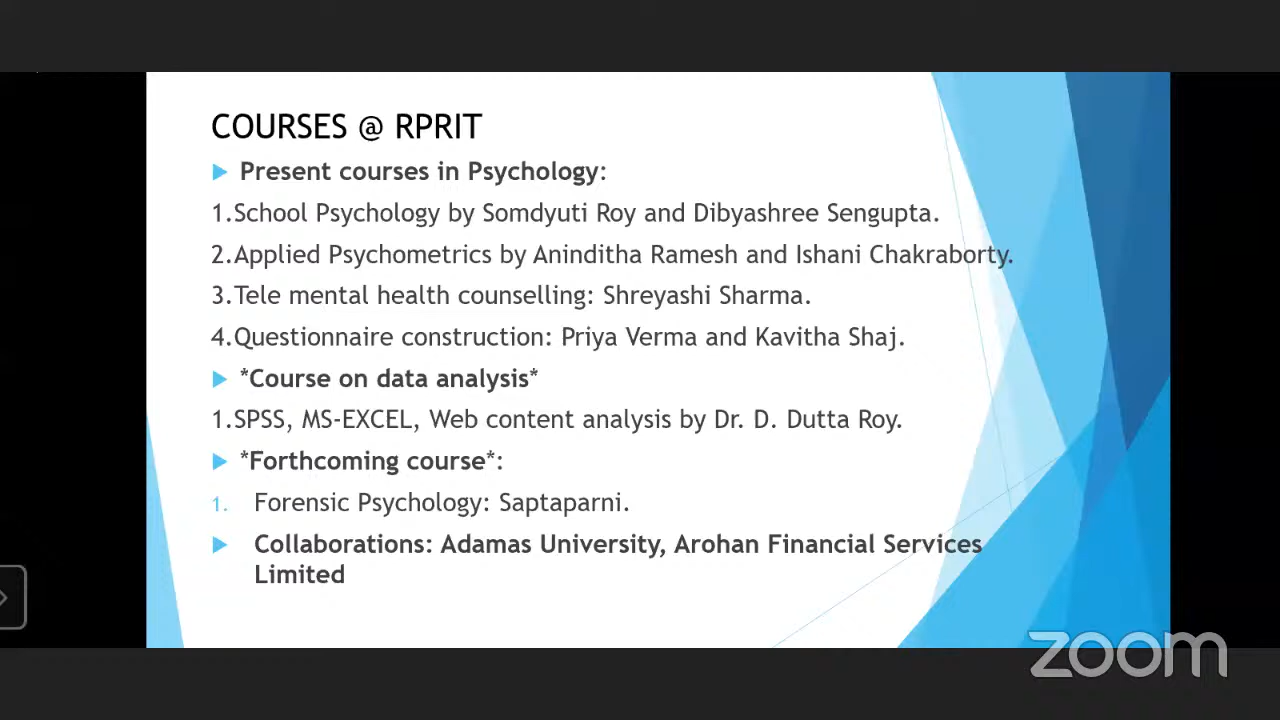 COURSES @ RPRIT
Present courses in Psychology:
1.School Psychology by Somdyuti Roy and Dibyashree Sengupta.
2.Applied Psychometrics by Aninditha Ramesh and Ishani Chakraborty.
3.Tele mental health counselling: Shreyashi Sharma.
4.Questionnaire construction: Priya Verma and Kavitha Shaj.
*Course on data analysis*
1.SPSS, MS-EXCEL, Web content analysis by Dr. D. Dutta Roy.
*Forthcoming course*:
1. Forensic Psychology: Saptaparni.
Collaborations: Adamas University, Arohan Financial Services
Limited
zoom